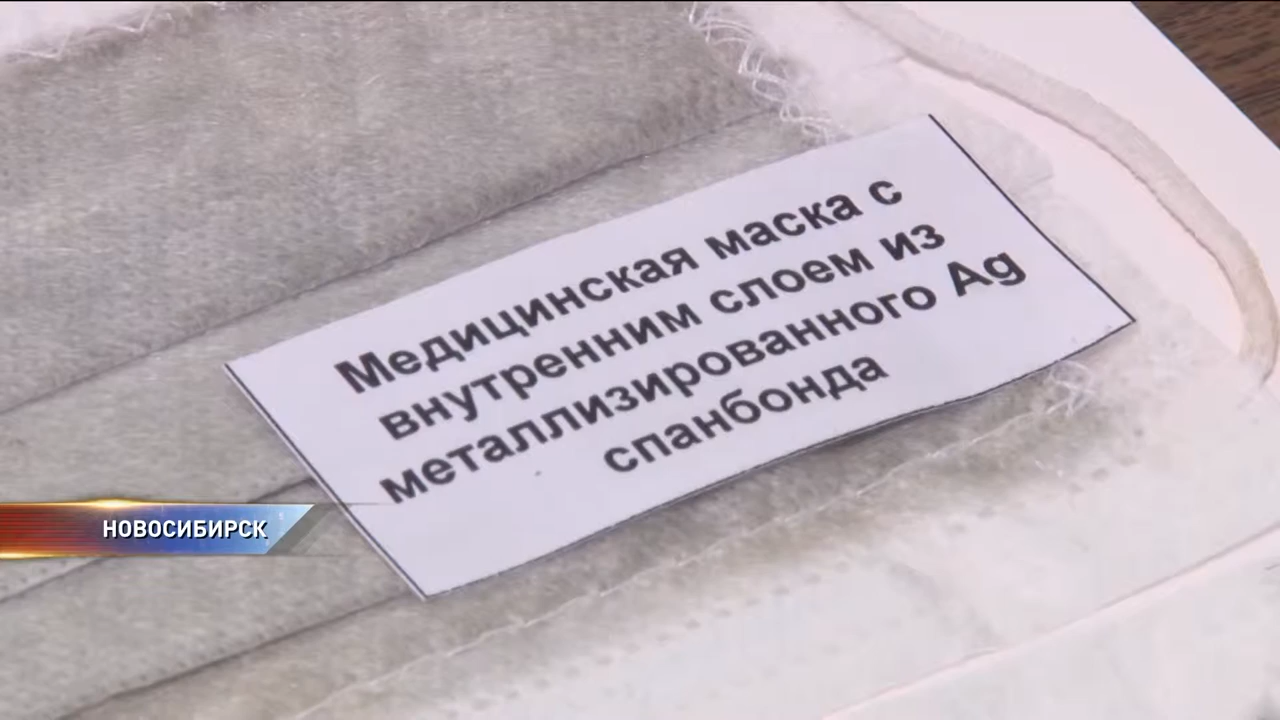 Медицинская маска с
внутренним слоем из
металлизированного Ag
спанбонда
НОВОСИБИРСК